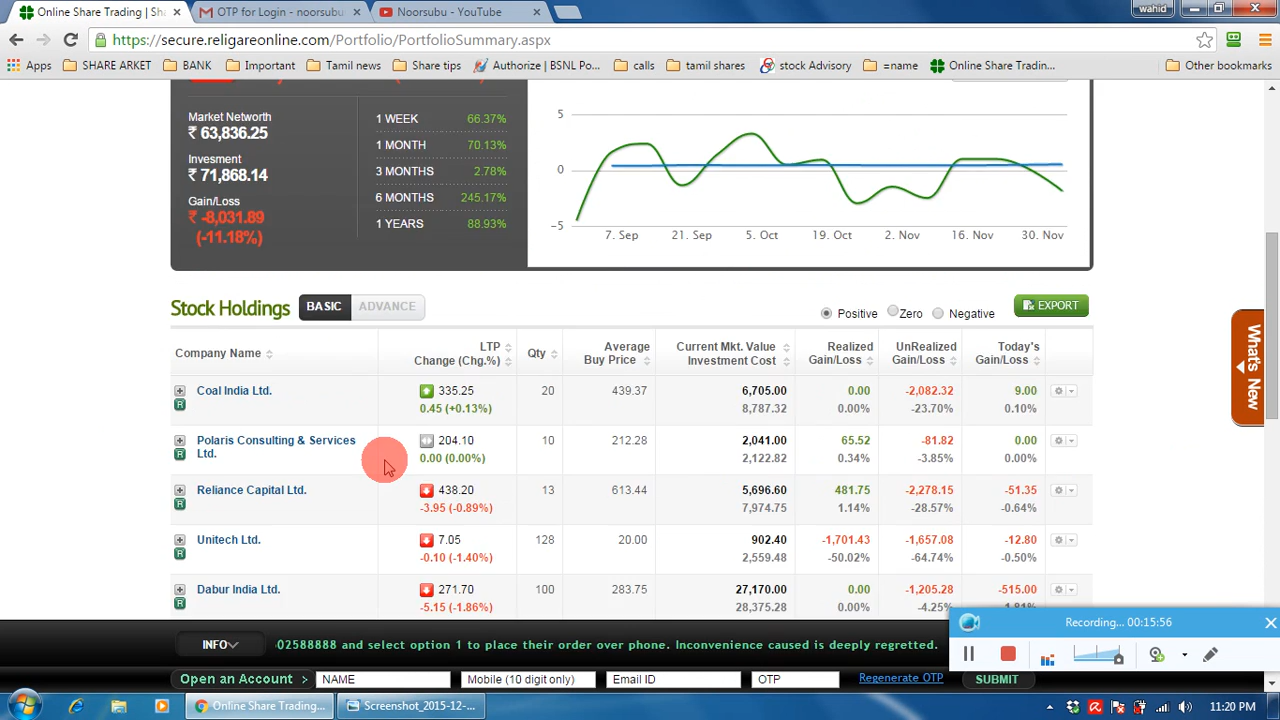 Online Share Trading | Sha
OTP for Login - noorsubu
Noorsubu - YouTube
wahid
https://secure.religareonline.com/Portfolio/PortfolioSummary.aspx
Apps
SHARE ARKET
BANK
Important
Tamil news
Share tips
Authorize | BSNL Po...
calls
tamil shares
stock Advisory
=name
Online Share Tradin...
Other bookmarks
Market Networth
₹ 63,836.25
Invesment
₹ 71,868.14
Gain/Loss
₹ -8,031.89
(-11.18%)
1 WEEK 66.37%
1 MONTH 70.13%
3 MONTHS 2.78%
6 MONTHS 245.17%
1 YEARS 88.93%
5
0
-5
7. Sep 21. Sep 5. Oct 19. Oct 2. Nov 16. Nov 30. Nov
Stock Holdings BASIC ADVANCE
Positive Zero Negative EXPORT
What's New
Company Name
LTP
Change (Chg.%)
Qty
Average
Buy Price
Current Mkt. Value
Investment Cost
Realized
Gain/Loss
UnRealized
Gain/Loss
Today's
Gain/Loss
Coal India Ltd. 335.25 20 439.37 6,705.00 0.00 -2,082.32 9.00
R 0.45 (+0.13%) 8,787.32 0.00% -23.70% 0.10%
Polaris Consulting & Services 204.10 10 212.28 2,041.00 65.52 -81.82 0.00
R Ltd. 0.00 (0.00%) 2,122.82 0.34% -3.85% 0.00%
Reliance Capital Ltd. 438.20 13 613.44 5,696.60 481.75 -2,278.15 -51.35
R -3.95 (-0.89%) 7,974.75 1.14% -28.57% -0.64%
Unitech Ltd. 7.05 128 20.00 902.40 -1,701.43 -1,657.08 -12.80
R -0.10 (-1.40%) 2,559.48 -50.02% -64.74% -0.50%
Dabur India Ltd. 271.70 100 283.75 27,170.00 0.00 -1,205.28 -515.00
R -5.15 (-1.86%) 28,375.28 0.00% -4.25%
Recording... 00:15:56
INFO 02588888 and select option 1 to place their order over phone. Inconvenience caused is deeply regretted.
Open an Account > NAME Mobile (10 digit only) Email ID OTP Regenerate OTP SUBMIT
Online Share Trading...
Screenshot_2015-12-...
11:20 PM